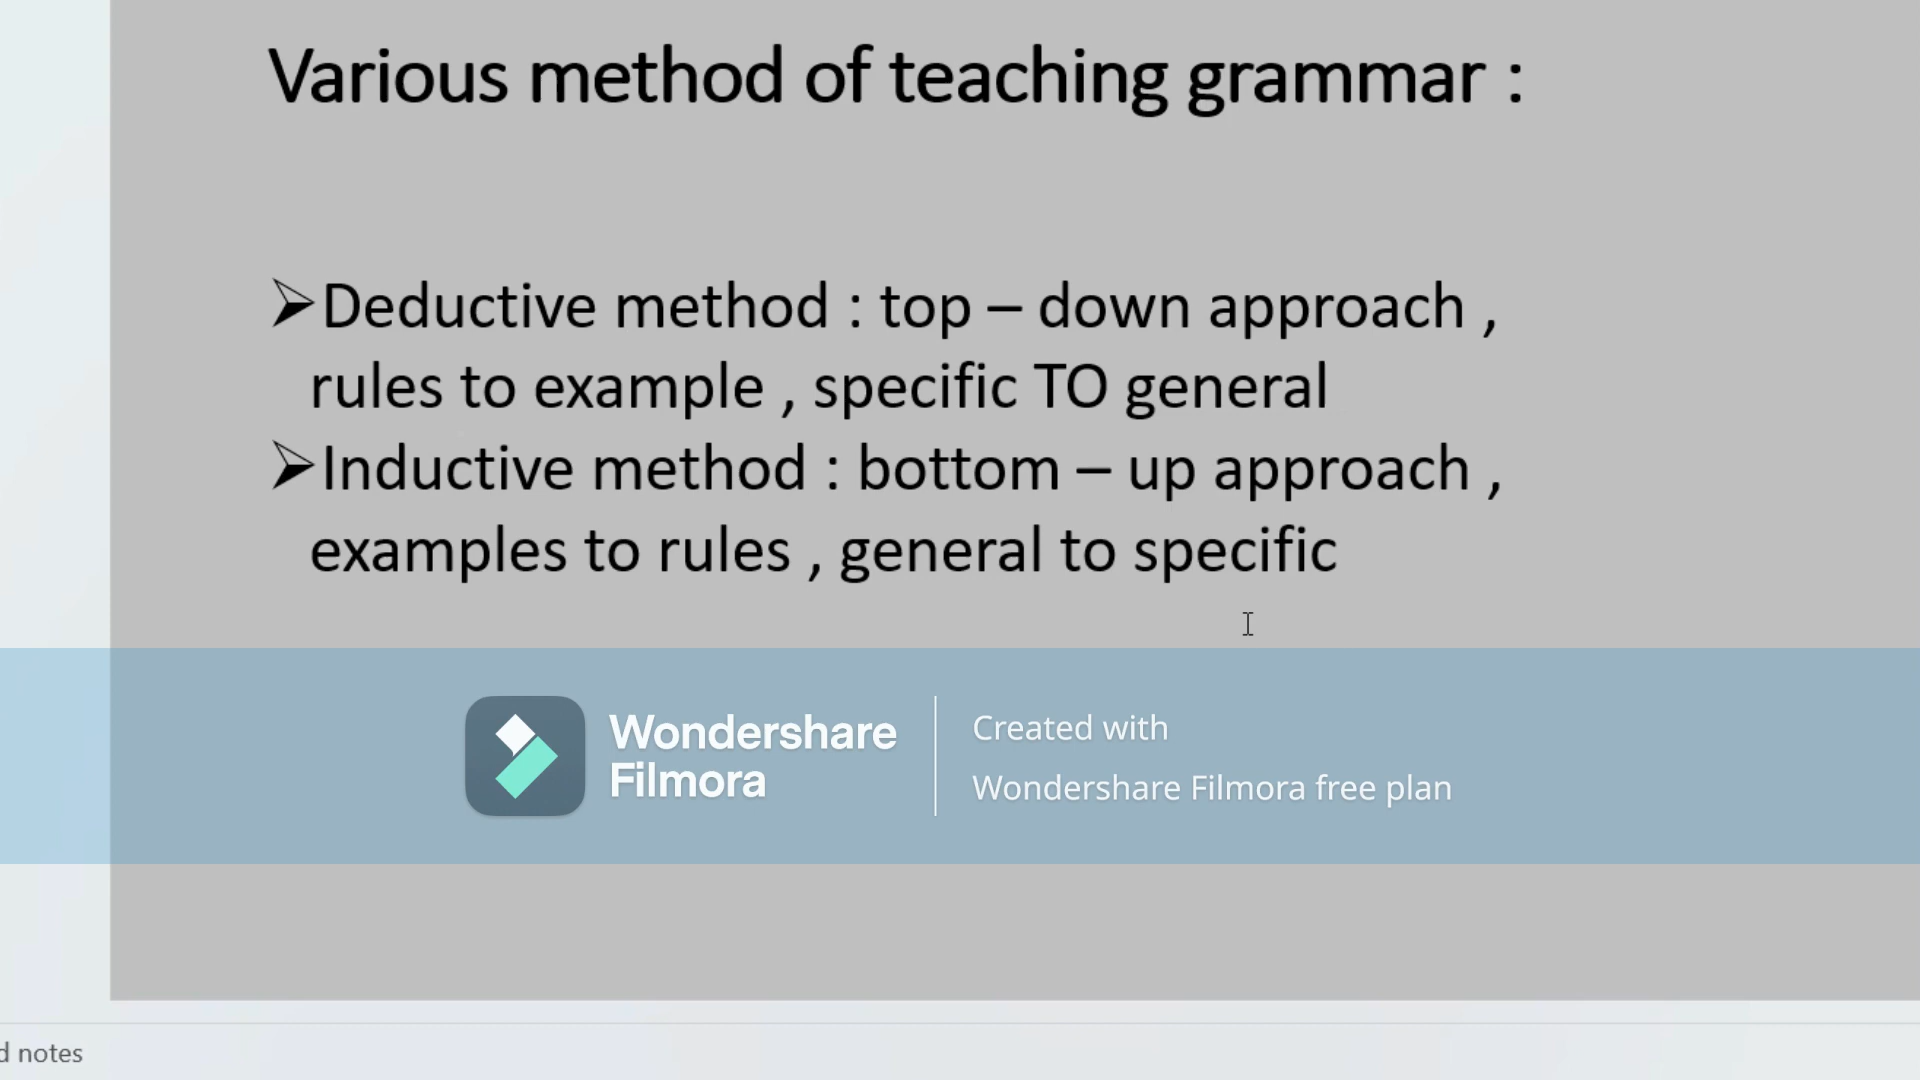 Various method of teaching grammar :
➢Deductive method : top – down approach ,
rules to example , specific TO general
➢Inductive method : bottom – up approach ,
examples to rules , general to specific
Wondershare
Filmora
Created with
Wondershare Filmora free plan
d notes